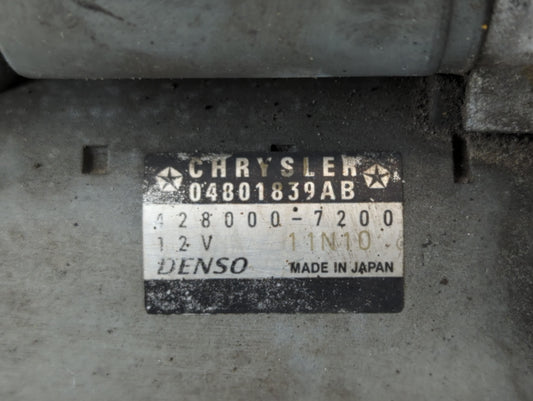 CHRYSLER
04801839AB
428000-7200
12V 11N10
DENSO MADE IN JAPAN